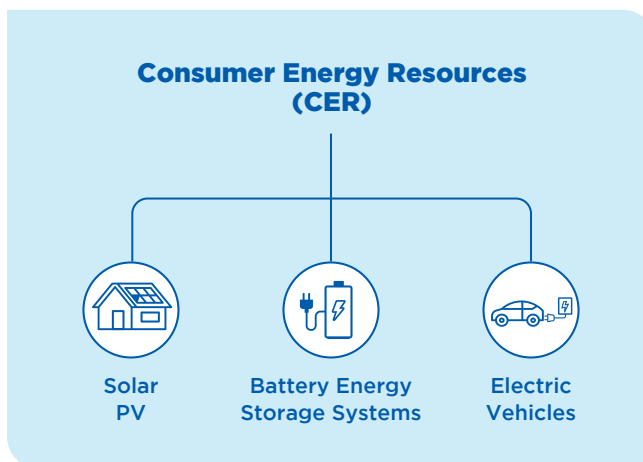 Consumer Energy Resources
(CER)
Solar
PV
Battery Energy
Storage Systems
Electric
Vehicles